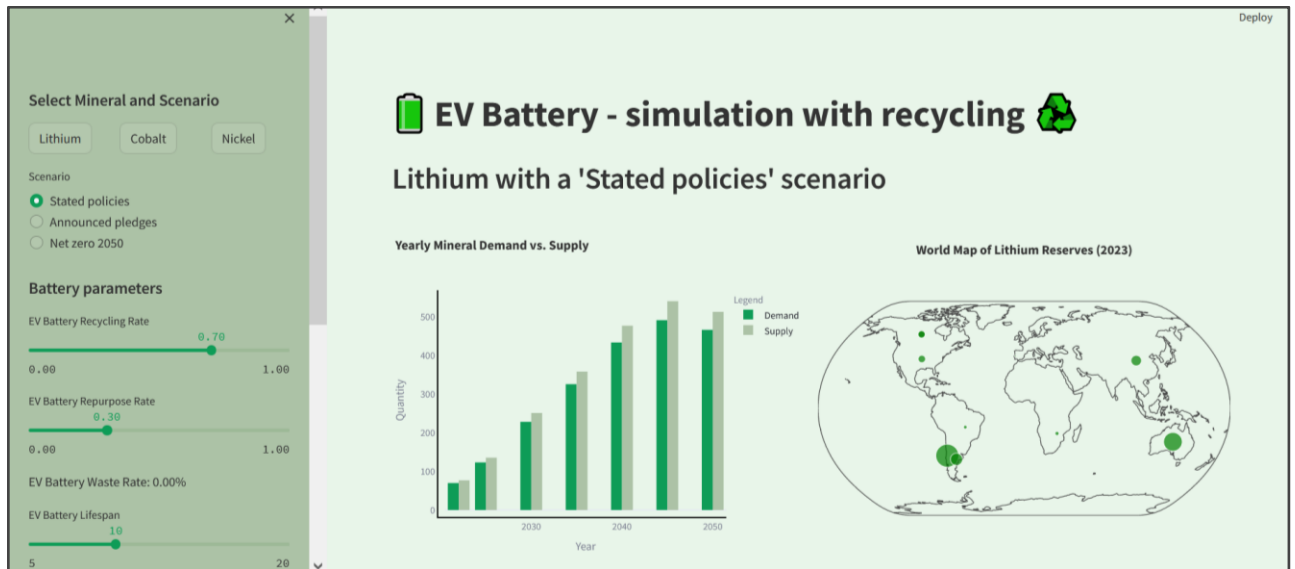 Deploy
Select Mineral and Scenario
Lithium Cobalt Nickel
Scenario
Stated policies
Announced pledges
Net zero 2050
Battery parameters
EV Battery Recycling Rate
0.70
0.00 1.00
EV Battery Repurpose Rate
0.30
0.00 1.00
EV Battery Waste Rate: 0.00%
EV Battery Lifespan
10
5 20
EV Battery - simulation with recycling
Lithium with a 'Stated policies' scenario
Yearly Mineral Demand vs. Supply
Legend
Demand
Supply
500
400
300
200
100
0
Quantity
2030 2040 2050
Year
World Map of Lithium Reserves (2023)